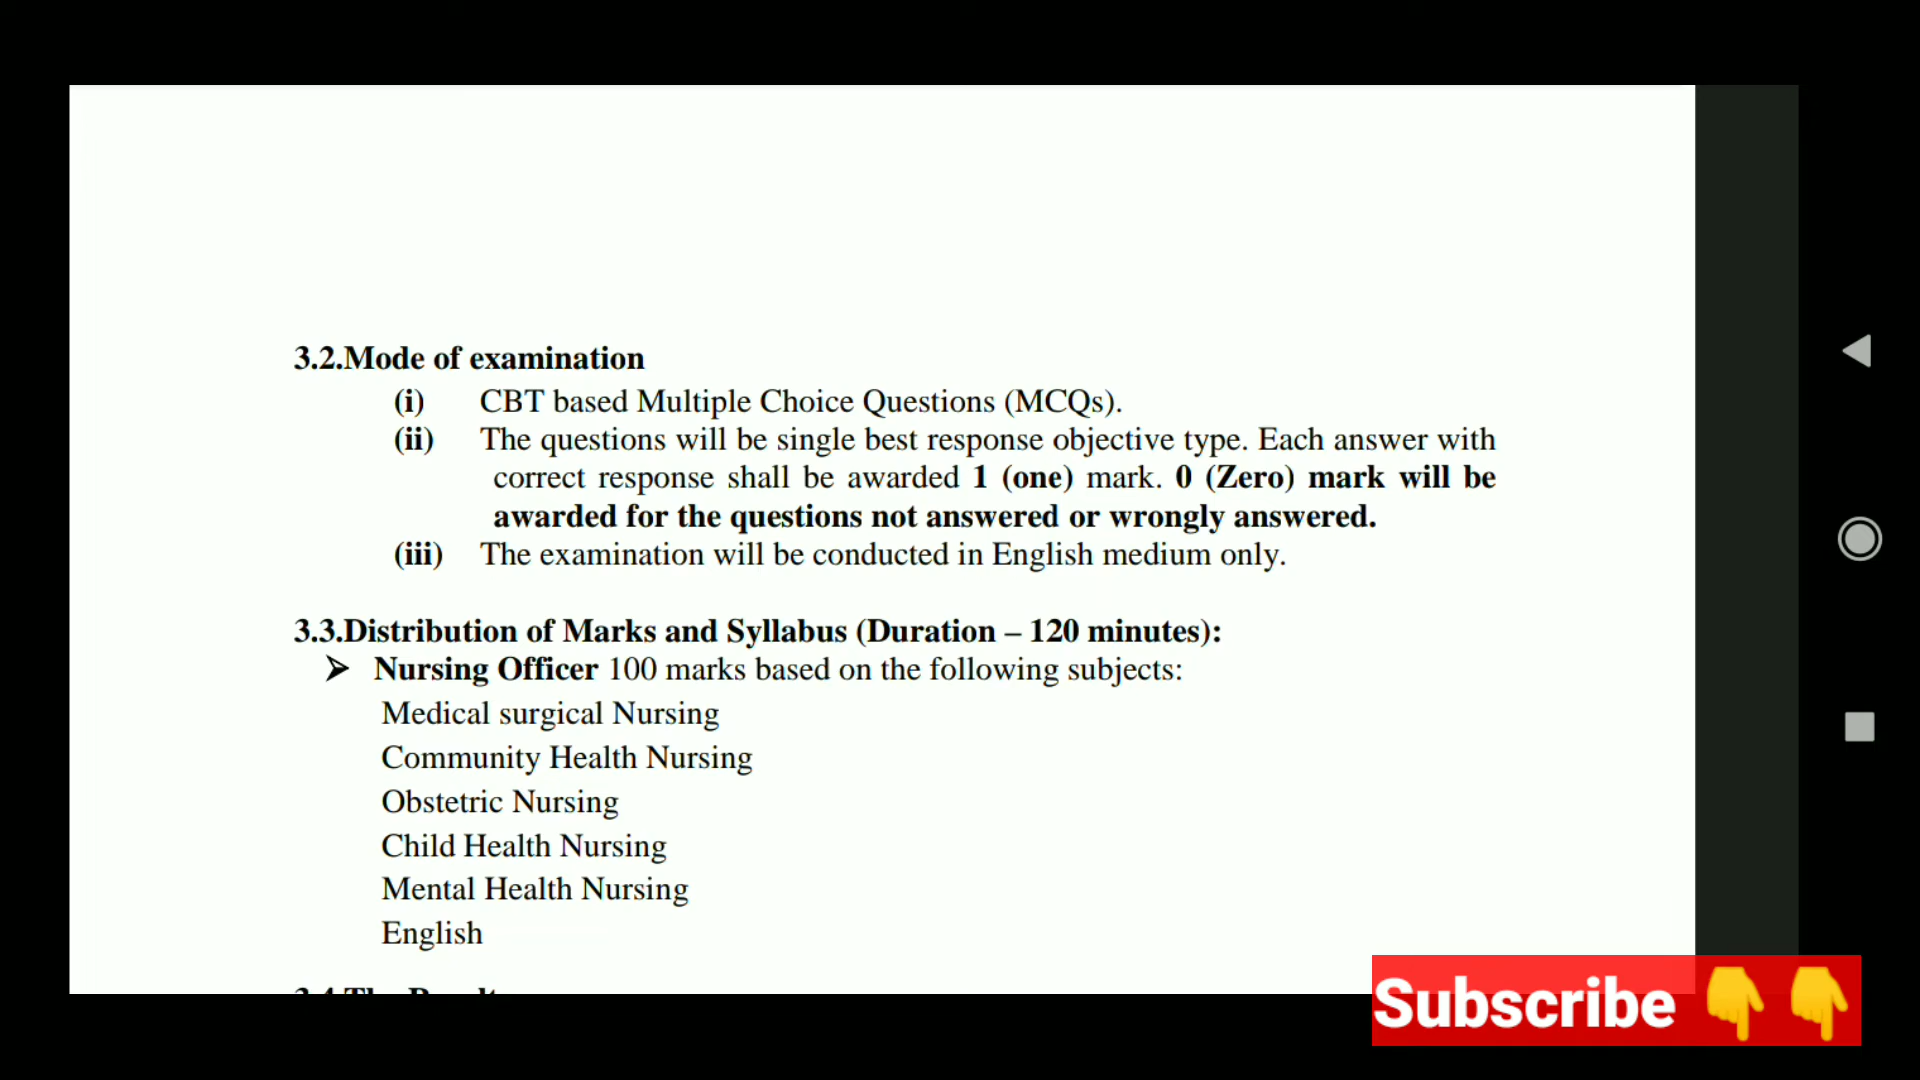 3.2.Mode of examination
(i) CBT based Multiple Choice Questions (MCQs).
(ii) The questions will be single best response objective type. Each answer with
correct response shall be awarded 1 (one) mark. 0 (Zero) mark will be
awarded for the questions not answered or wrongly answered.
(iii) The examination will be conducted in English medium only.
3.3.Distribution of Marks and Syllabus (Duration – 120 minutes):
➢ Nursing Officer 100 marks based on the following subjects:
Medical surgical Nursing
Community Health Nursing
Obstetric Nursing
Child Health Nursing
Mental Health Nursing
English
Subscribe 👇👇